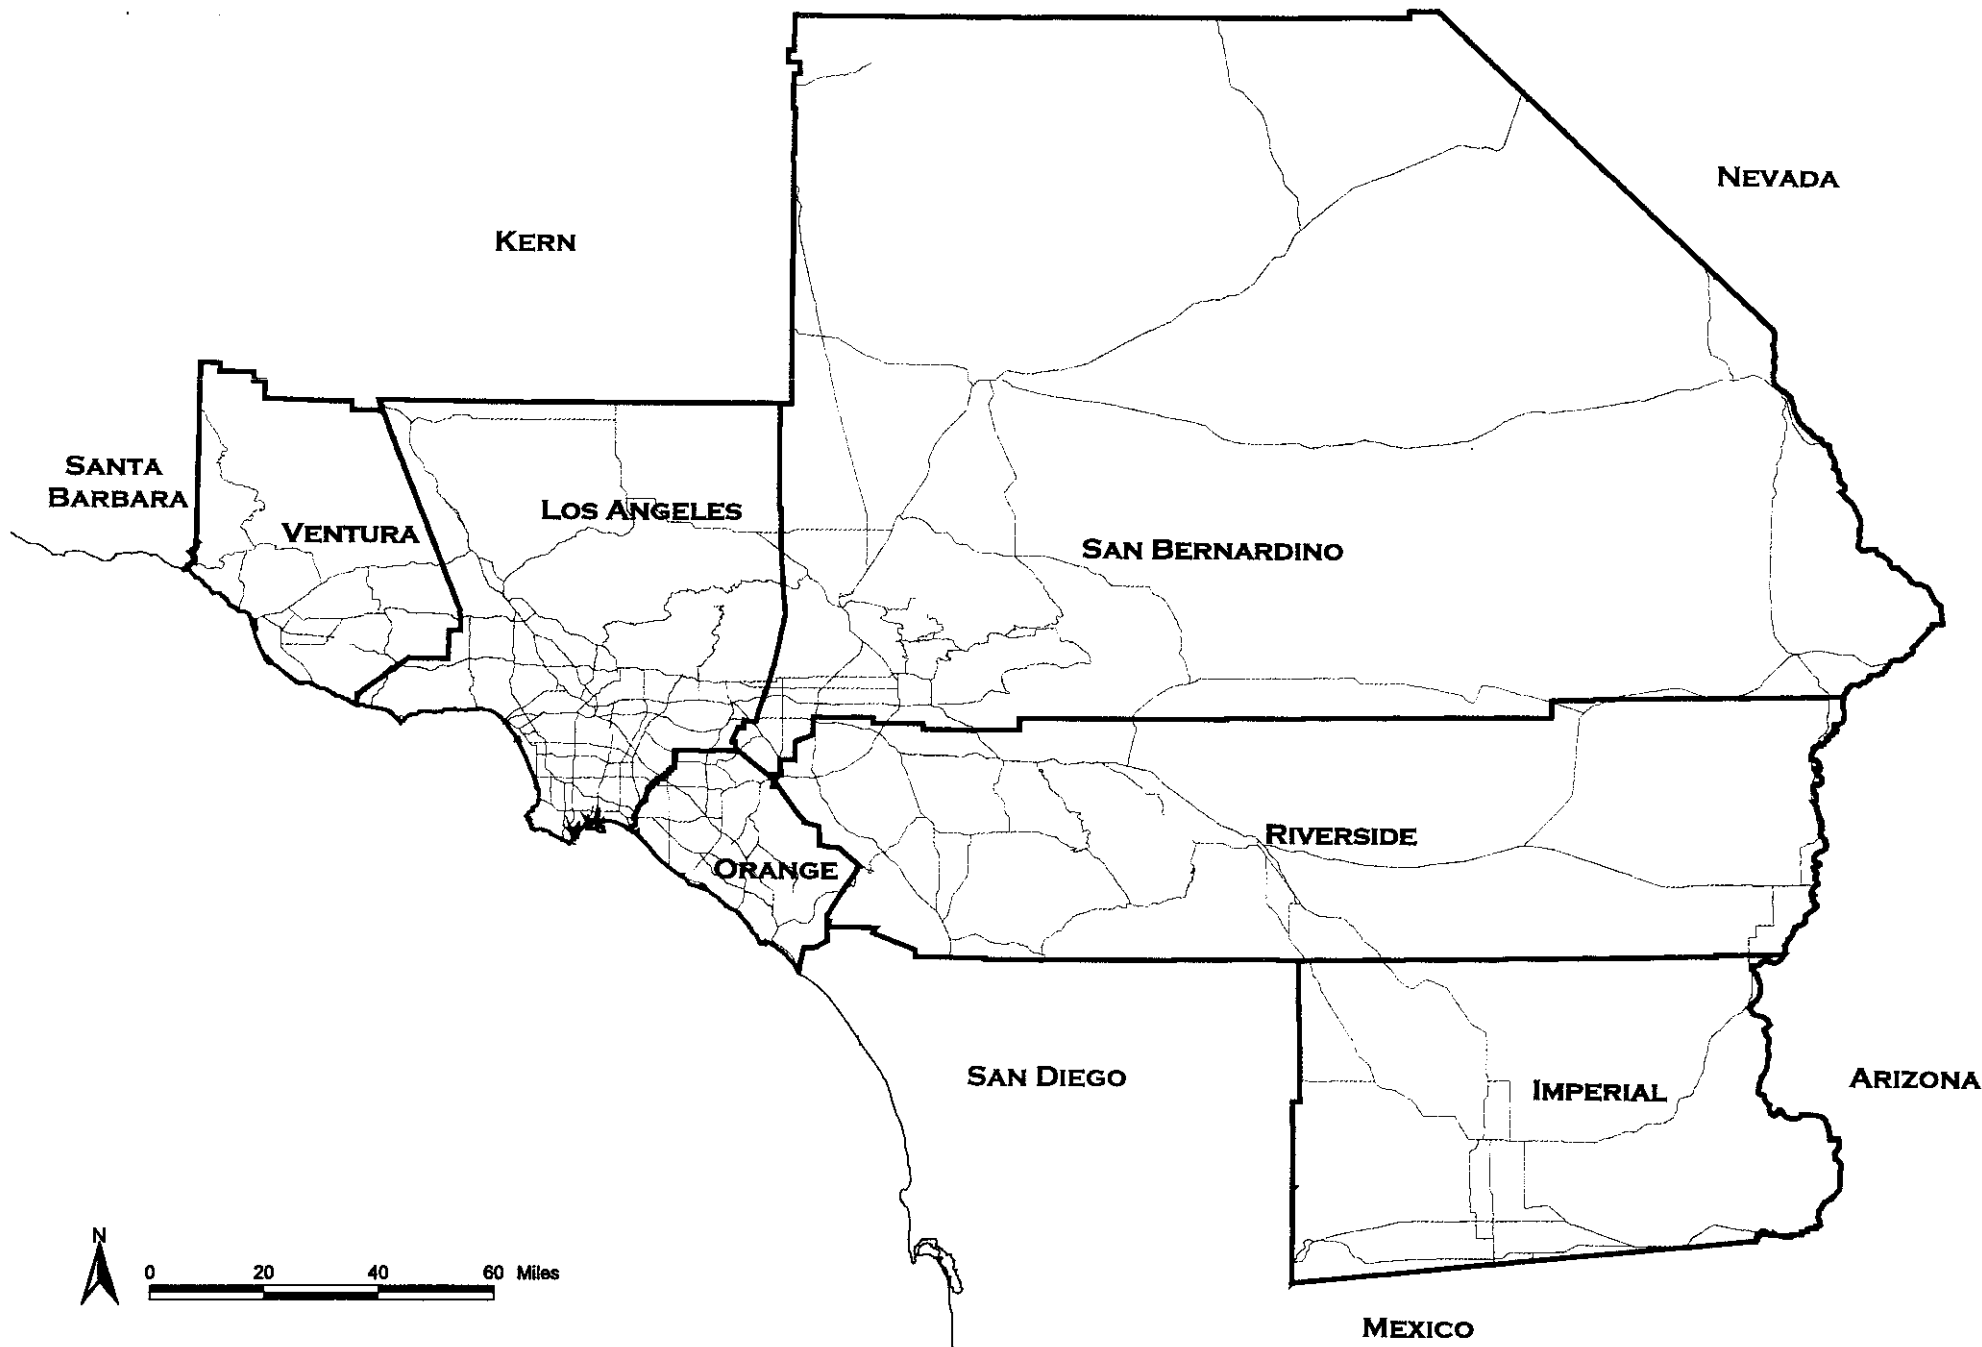 NEVADA
KERN
SANTA
BARBARA
VENTURA
LOS ANGELES
SAN BERNARDINO
RIVERSIDE
ORANGE
SAN DIEGO
IMPERIAL
ARIZONA
N
0 20 40 60 Miles
MEXICO